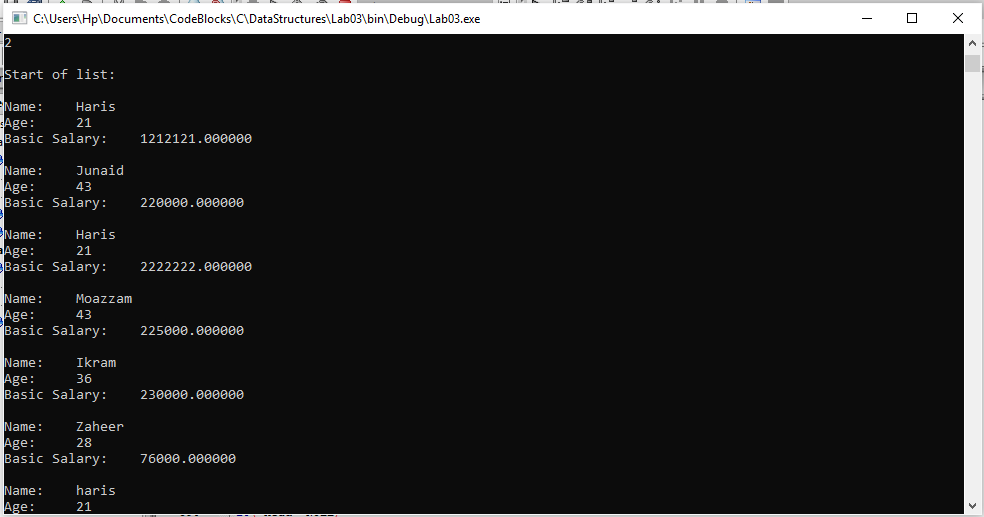 C:\Users\Hp\Documents\CodeBlocks\C\DataStructures\Lab03\bin\Debug\Lab03.exe
2
Start of list:
Name: Haris
Age: 21
Basic Salary: 1212121.000000
Name: Junaid
Age: 43
Basic Salary: 220000.000000
Name: Haris
Age: 21
Basic Salary: 2222222.000000
Name: Moazzam
Age: 43
Basic Salary: 225000.000000
Name: Ikram
Age: 36
Basic Salary: 230000.000000
Name: Zaheer
Age: 28
Basic Salary: 76000.000000
Name: haris
Age: 21